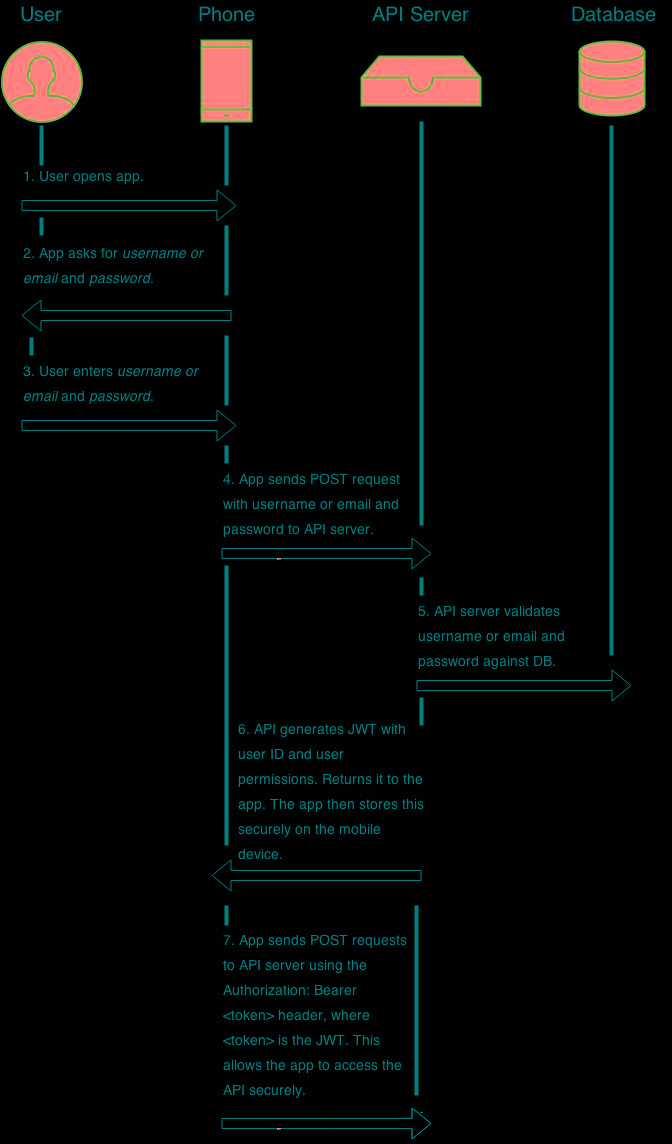 User
Phone
API Server
Database
1. User opens app.
2. App asks for username or
email and password.
3. User enters username or
email and password.
4. App sends POST request
with username or email and
password to API server.
5. API server validates
username or email and
password against DB.
6. API generates JWT with
user ID and user
permissions. Returns it to the
app. The app then stores this
securely on the mobile
device.
7. App sends POST requests
to API server using the
Authorization: Bearer
<token> header, where
<token> is the JWT. This
allows the app to access the
API securely.